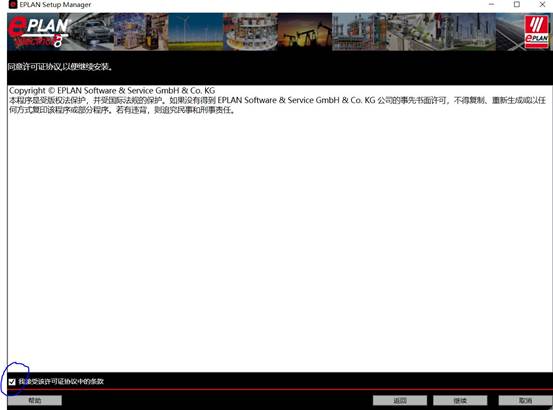 EPLAN Setup Manager
ePLAN
ELECTRIC P8
EPLAN
同意许可证协议,以便继续安装。
Copyright © EPLAN Software & Service GmbH & Co. KG
本程序是受版权法保护，并受国际法规的保护。如果没有得到 EPLAN Software & Service GmbH & Co. KG 公司的事先书面许可，不得复制、重新生成或以任
何方式复印该程序或部分程序。若有违背，则追究民事和刑事责任。
我接受该许可证协议中的条款
帮助
返回
继续
取消